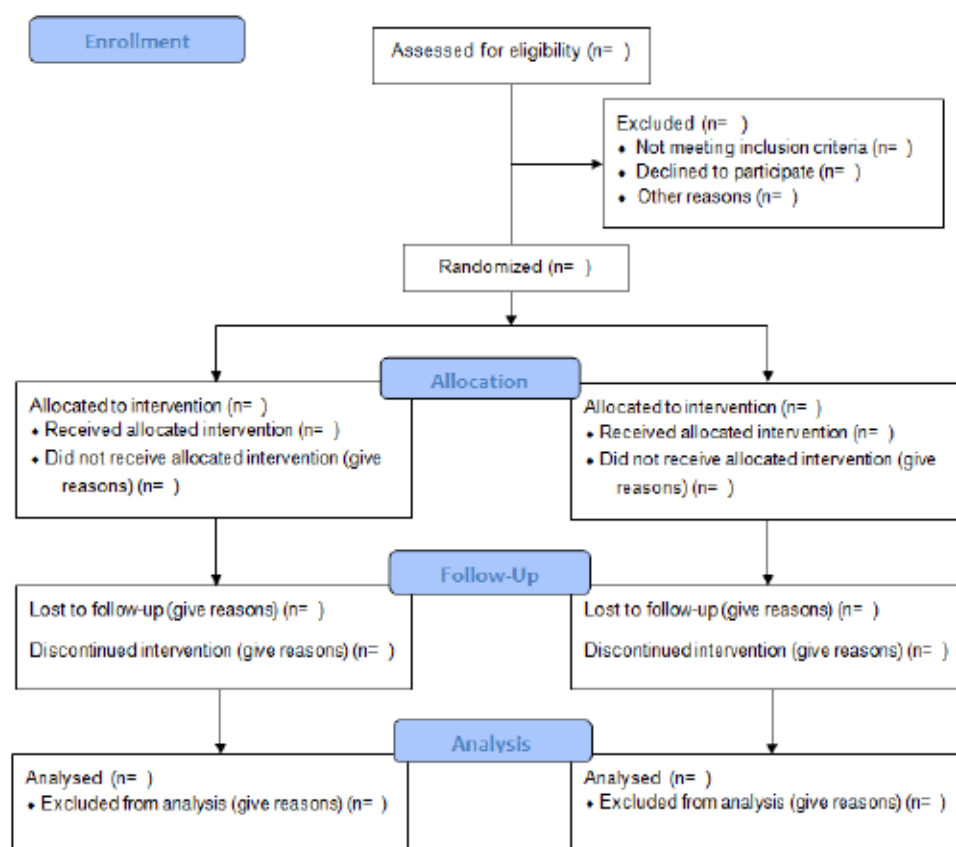 Enrollment
Assessed for eligibility (n= )
Excluded (n= )
• Not meeting inclusion criteria (n= )
• Declined to participate (n= )
• Other reasons (n= )
Randomized (n= )
Allocation
Allocated to intervention (n= )
• Received allocated intervention (n= )
• Did not receive allocated intervention (give
reasons) (n= )
Allocated to intervention (n= )
• Received allocated intervention (n= )
• Did not receive allocated intervention (give
reasons) (n= )
Follow-Up
Lost to follow-up (give reasons) (n= )
Discontinued intervention (give reasons) (n= )
Lost to follow-up (give reasons) (n= )
Discontinued intervention (give reasons) (n= )
Analysis
Analysed (n= )
• Excluded from analysis (give reasons) (n= )
Analysed (n= )
• Excluded from analysis (give reasons) (n= )